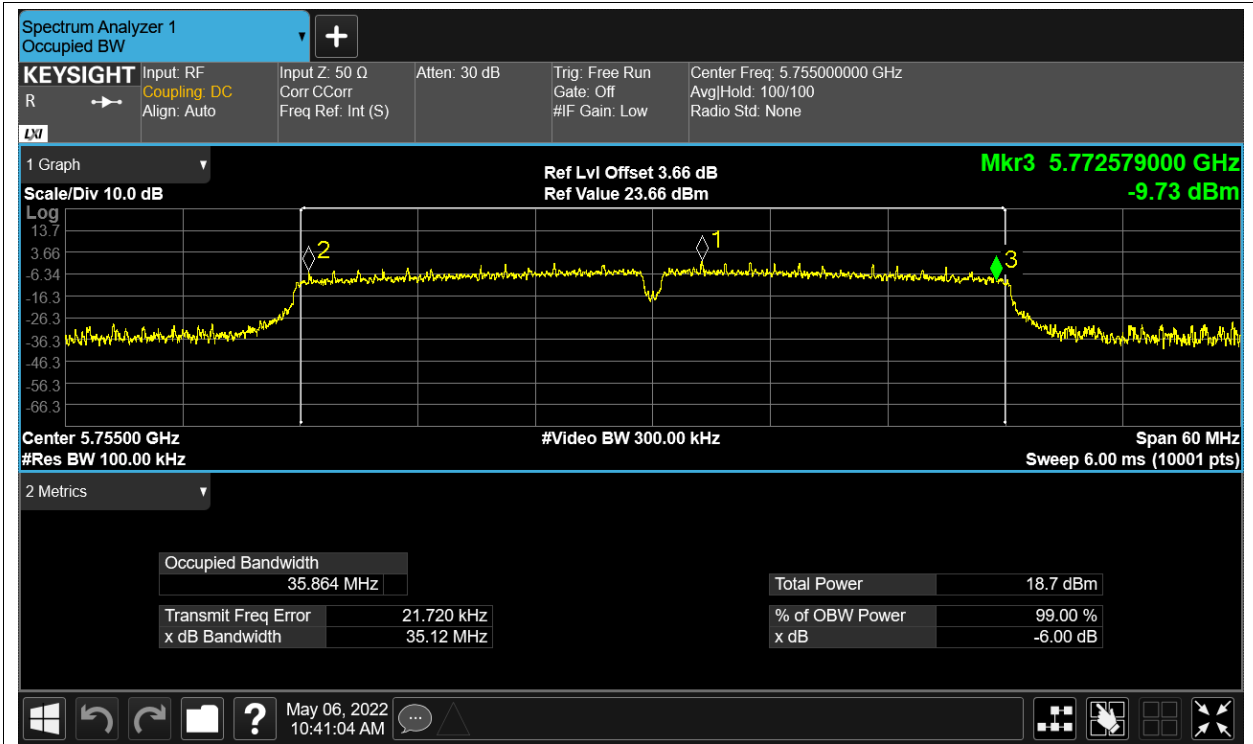 Spectrum Analyzer 1
Occupied BW
KEYSIGHT
R
LXI
Input: RF
Coupling: DC
Align: Auto
Input Z: 50 Ω
Corr CCorr
Freq Ref: Int (S)
Atten: 30 dB
Trig: Free Run
Gate: Off
#IF Gain: Low
Center Freq: 5.755000000 GHz
Avg|Hold: 100/100
Radio Std: None
1 Graph
Scale/Div 10.0 dB
Ref Lvl Offset 3.66 dB
Ref Value 23.66 dBm
Mkr3 5.772579000 GHz
-9.73 dBm
Log
13.7
3.66
-6.34
-16.3
-26.3
-36.3
-46.3
-56.3
-66.3
2
1
3
Center 5.75500 GHz
#Res BW 100.00 kHz
#Video BW 300.00 kHz
Span 60 MHz
Sweep 6.00 ms (10001 pts)
2 Metrics
Occupied Bandwidth
35.864 MHz
Transmit Freq Error 21.720 kHz
x dB Bandwidth 35.12 MHz
Total Power 18.7 dBm
% of OBW Power 99.00 %
x dB -6.00 dB
?
May 06, 2022
10:41:04 AM